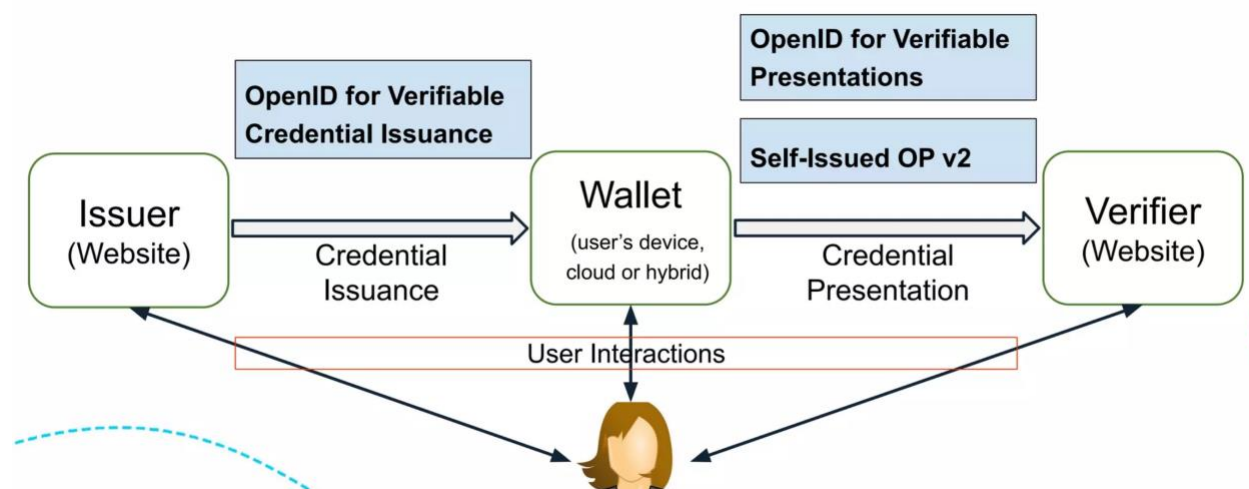 OpenID for Verifiable
Presentations
OpenID for Verifiable
Credential Issuance
Self-Issued OP v2
Issuer
(Website)
Wallet
(user's device,
cloud or hybrid)
Verifier
(Website)
Credential
Issuance
Credential
Presentation
User Interactions